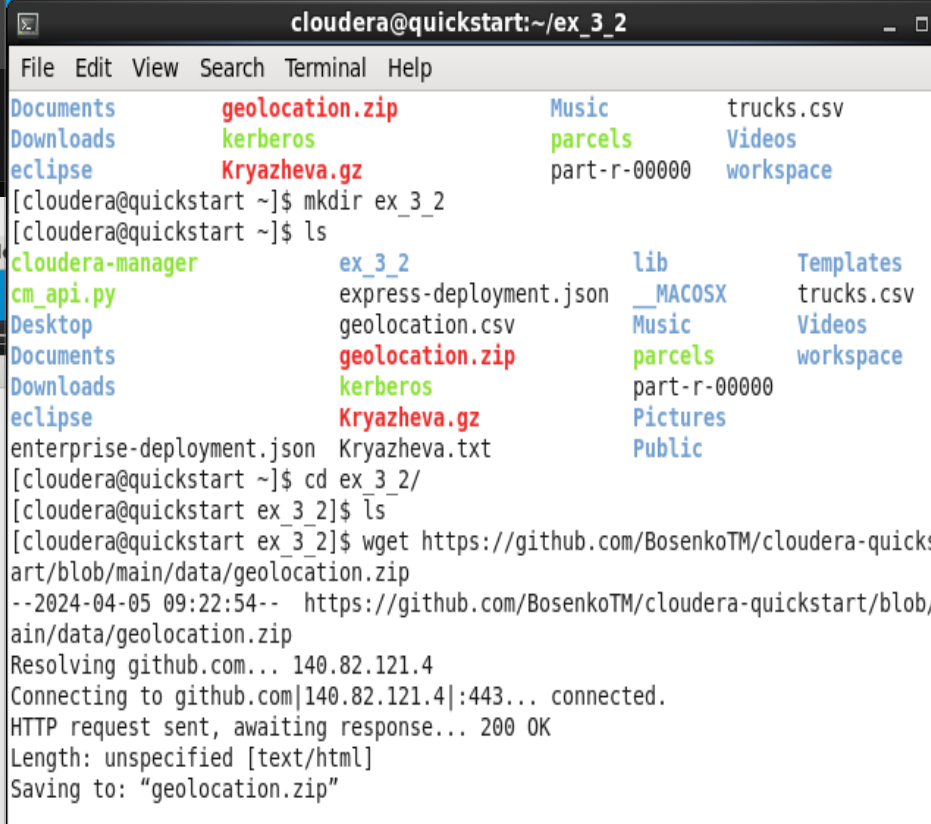 cloudera@quickstart:~/ex_3_2
File Edit View Search Terminal Help
Documents geolocation.zip Music trucks.csv
Downloads kerberos parcels Videos
eclipse Kryazheva.gz part-r-00000 workspace
[cloudera@quickstart ~]$ mkdir ex_3_2
[cloudera@quickstart ~]$ ls
cloudera-manager ex_3_2 lib Templates
cm_api.py express-deployment.json __MACOSX trucks.csv
Desktop geolocation.csv Music Videos
Documents geolocation.zip parcels workspace
Downloads kerberos part-r-00000
eclipse Kryazheva.gz Pictures
enterprise-deployment.json Kryazheva.txt Public
[cloudera@quickstart ~]$ cd ex_3_2/
[cloudera@quickstart ex_3_2]$ ls
[cloudera@quickstart ex_3_2]$ wget https://github.com/BosenkoTM/cloudera-quicks
art/blob/main/data/geolocation.zip
--2024-04-05 09:22:54-- https://github.com/BosenkoTM/cloudera-quickstart/blob/
ain/data/geolocation.zip
Resolving github.com... 140.82.121.4
Connecting to github.com|140.82.121.4|:443... connected.
HTTP request sent, awaiting response... 200 OK
Length: unspecified [text/html]
Saving to: “geolocation.zip”